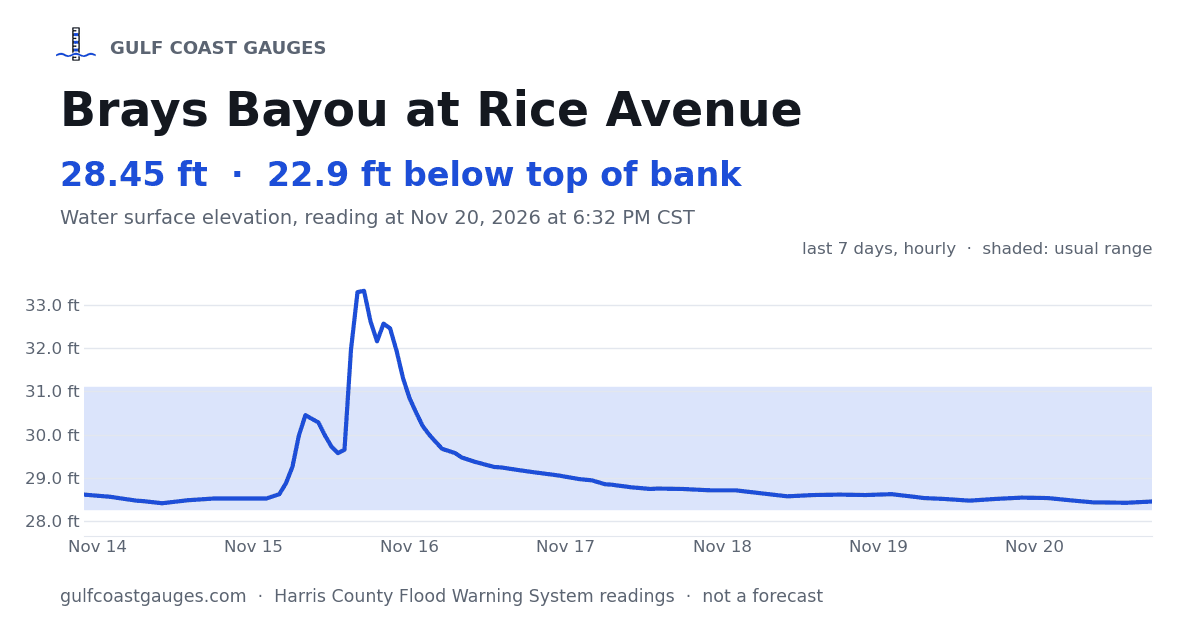 GULF COAST GAUGES
Brays Bayou at Rice Avenue
28.45 ft · 22.9 ft below top of bank
Water surface elevation, reading at Nov 20, 2026 at 6:32 PM CST
last 7 days, hourly · shaded: usual range
33.0 ft
32.0 ft
31.0 ft
30.0 ft
29.0 ft
28.0 ft
Nov 14 Nov 15 Nov 16 Nov 17 Nov 18 Nov 19 Nov 20
gulfcoastgauges.com · Harris County Flood Warning System readings · not a forecast